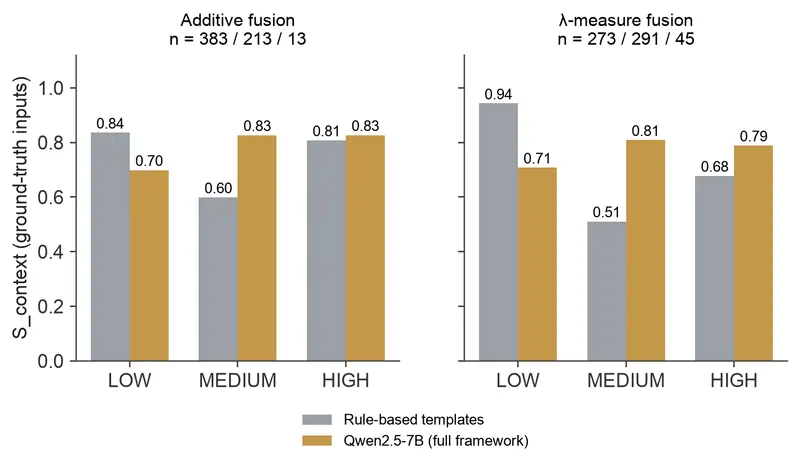 Additive fusion
n = 383 / 213 / 13
λ-measure fusion
n = 273 / 291 / 45
S_context (ground-truth inputs)
1.0
0.8
0.6
0.4
0.2
0.0
0.84
0.70
0.60
0.83
0.81
0.83
0.94
0.71
0.51
0.81
0.68
0.79
LOW
MEDIUM
HIGH
LOW
MEDIUM
HIGH
Rule-based templates
Qwen2.5-7B (full framework)